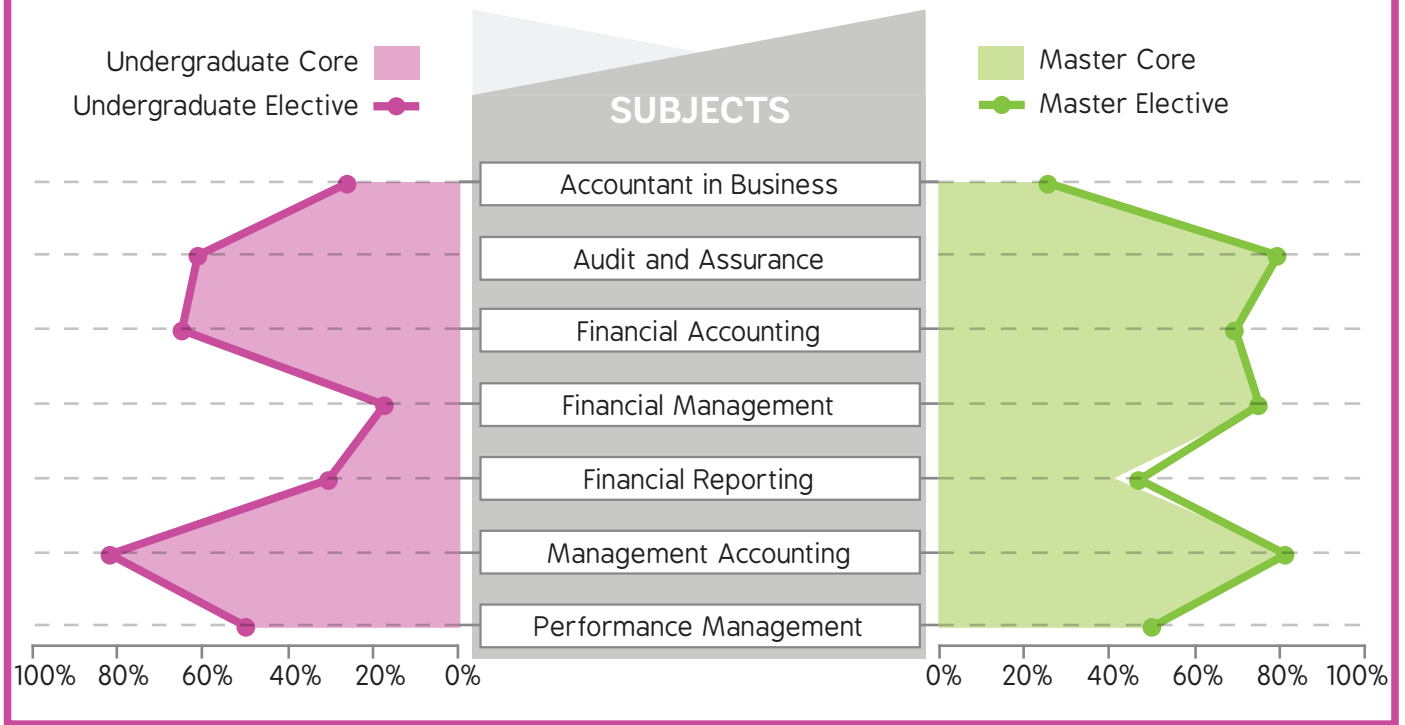 Undergraduate Core
Undergraduate Elective
SUBJECTS
Master Core
Master Elective
Accountant in Business
Audit and Assurance
Financial Accounting
Financial Management
Financial Reporting
Management Accounting
Performance Management
100% 80% 60% 40% 20% 0%
0% 20% 40% 60% 80% 100%